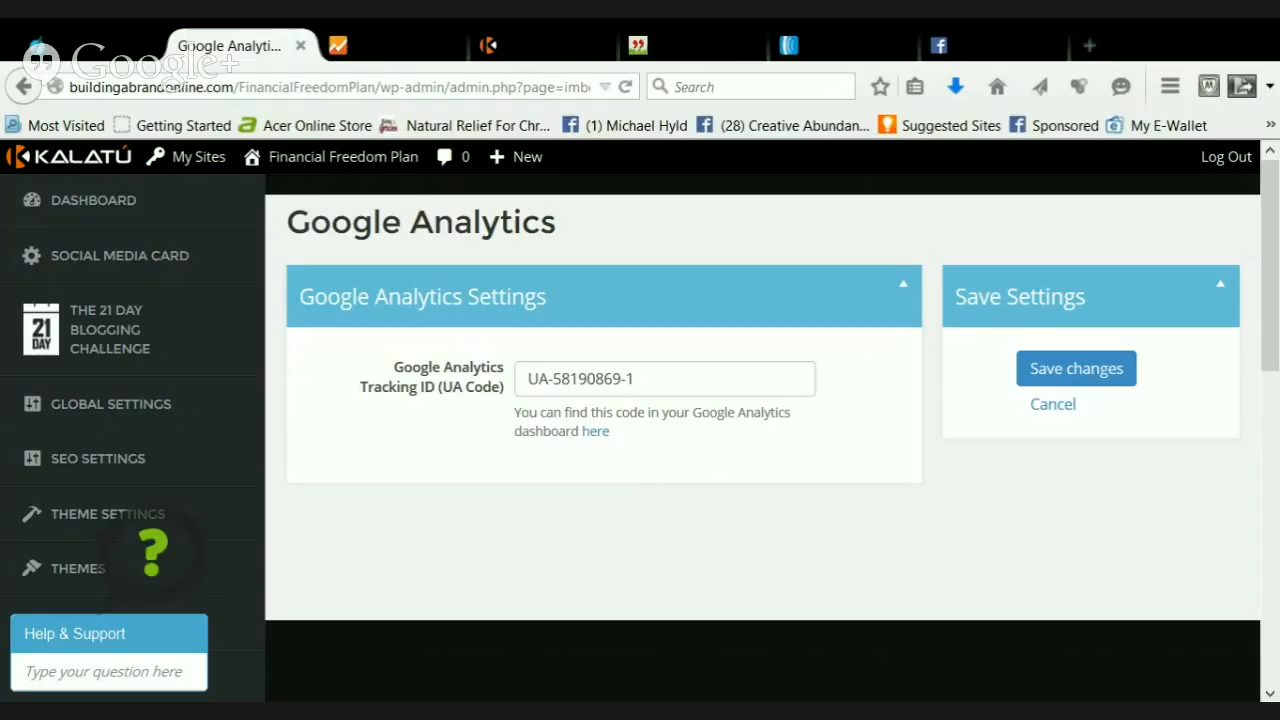 Google Analyti...
Google+
buildingabrandonline.com/FinancialFreedomPlan/wp-admin/admin.php?page=imb
Search
Most Visited
Getting Started
Acer Online Store
Natural Relief For Chr...
(1) Michael Hyld
(28) Creative Abundan...
Suggested Sites
Sponsored
My E-Wallet
»
KALATÚ
My Sites
Financial Freedom Plan
0
New
Log Out
DASHBOARD
SOCIAL MEDIA CARD
21
DAY
THE 21 DAY
BLOGGING
CHALLENGE
GLOBAL SETTINGS
SEO SETTINGS
THEME SETTINGS
THEMES
?
Help & Support
Type your question here
Google Analytics
Google Analytics Settings
Google Analytics
Tracking ID (UA Code)
UA-58190869-1
You can find this code in your Google Analytics
dashboard here
Save Settings
Save changes
Cancel